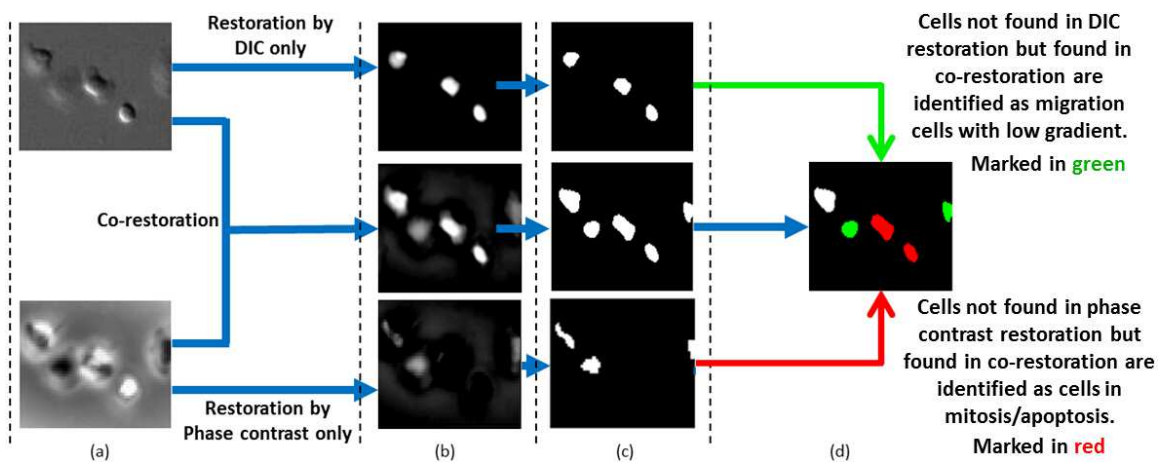 Restoration by
DIC only
Co-restoration
Restoration by
Phase contrast only
Cells not found in DIC
restoration but found in
co-restoration are
identified as migration
cells with low gradient.
Marked in green
Cells not found in phase
contrast restoration but
found in co-restoration are
identified as cells in
mitosis/apoptosis.
Marked in red
(a)
(b)
(c)
(d)